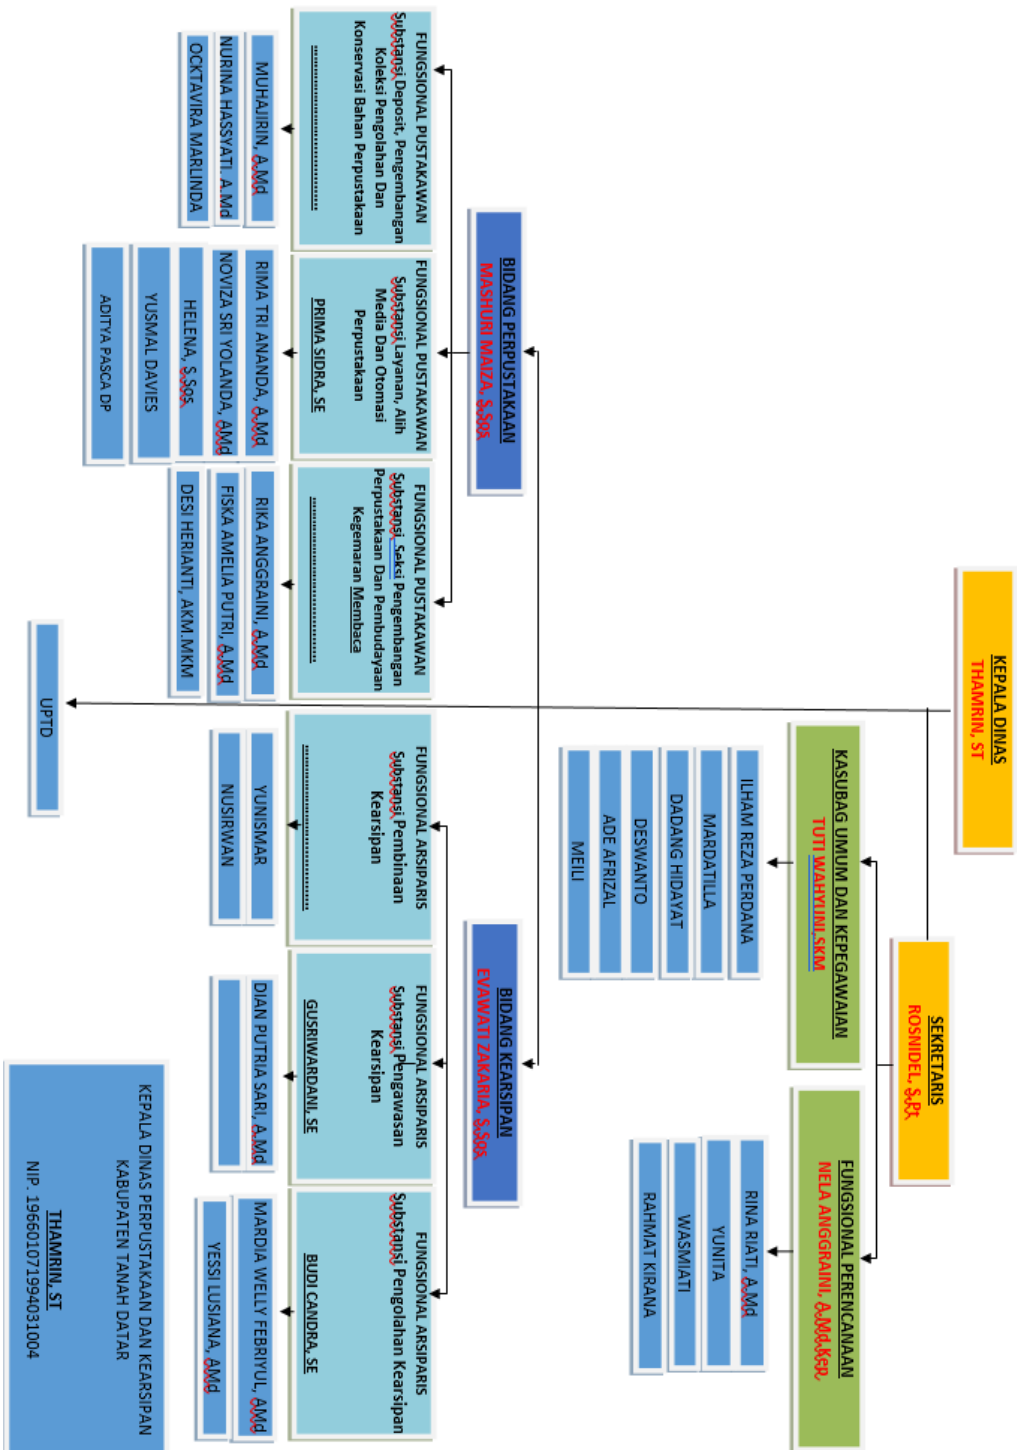 KEPALA DINAS
THAMRIN, ST
SEKRETARIS
ROSNIDEL, S.Pt
KASUBAG UMUM DAN KEPEGAWAIAN
TUTI WAHYUNI,SKM
ILHAM REZA PERDANA
MARDATILLA
DADANG HIDAYAT
DESWANTO
ADE AFRIZAL
MEILI
FUNGSIONAL PERENCANAAN
NELA ANGGRAINI, A.Md.Kep,
RINA RIATI, A.Md
YUNITA
WASMIATI
RAHMAT KIRANA
BIDANG PERPUSTAKAAN
MASHURI MAIZA, S.Sos
FUNGSIONAL PUSTAKAWAN
Substansi Deposit, Pengembangan
Koleksi Pengolahan Dan
Konservasi Bahan Perpustakaan
..........................................
MUHAJIRIN, A.Md
NURINA HASSYATI. A.Md
OCKTAVIRA MARLINDA
FUNGSIONAL PUSTAKAWAN
Substansi Layanan, Alih
Media Dan Otomasi
Perpustakaan
PRIMA SIDRA, SE
RIMA TRI ANANDA, A.Md
NOVIZA SRI YOLANDA, AMd
HELENA, S.Sos
YUSMAL DAVIES
ADITYA PASCA DP
FUNGSIONAL PUSTAKAWAN
Substansi Seksi Pengembangan
Perpustakaan Dan Pembudayaan
Kegemaran Membaca
..........................................
RIKA ANGGRAINI, A.Md
FISKA AMELIA PUTRI, A.Md
DESI HERIANTI, AKM.MKM
BIDANG KEARSIPAN
EVAWATI ZAKARIA, S.Sos
FUNGSIONAL ARSIPARIS
Substansi Pembinaan
Kearsipan
..........................................
YUNISMAR
NUSIRWAN
FUNGSIONAL ARSIPARIS
Substansi Pengawasan
Kearsipan
GUSRIWARDANI, SE
DIAN PUTRIA SARI, A.Md
FUNGSIONAL ARSIPARIS
Substansi Pengolahan Kearsipan
BUDI CANDRA, SE
MARDIA WELLY FEBRIYUL, AMd
YESSI LUSIANA, AMd
UPTD
KEPALA DINAS PERPUSTAKAAN DAN KEARSIPAN
KABUPATEN TANAH DATAR
THAMRIN, ST
NIP. 196601071994031004